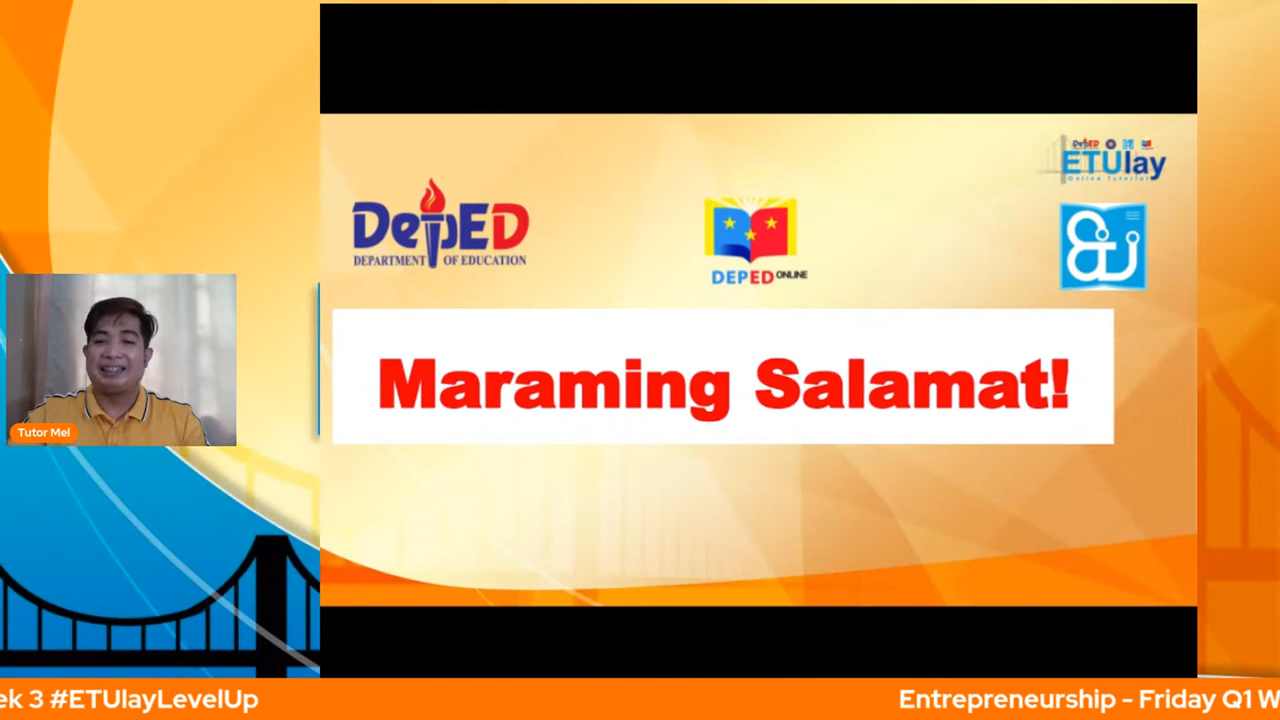 DepED
DEPARTMENT OF EDUCATION
DEPED ONLINE
DepED
ETUlay
Online Tutorial
Maraming Salamat!
Tutor Mel
ek 3 #ETUlayLevelUp
Entrepreneurship - Friday Q1 W